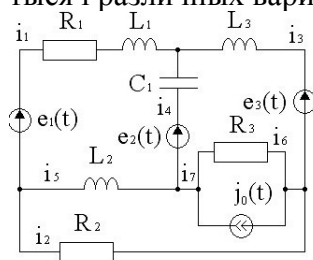 тыся 1 различных вари
i₁ R₁ L₁ L₃ i₃
C₁
i₄
e₁(t) e₂(t) e₃(t)
R₃ i₆
L₂
i₅ i₇
j₀(t)
i₂ R₂